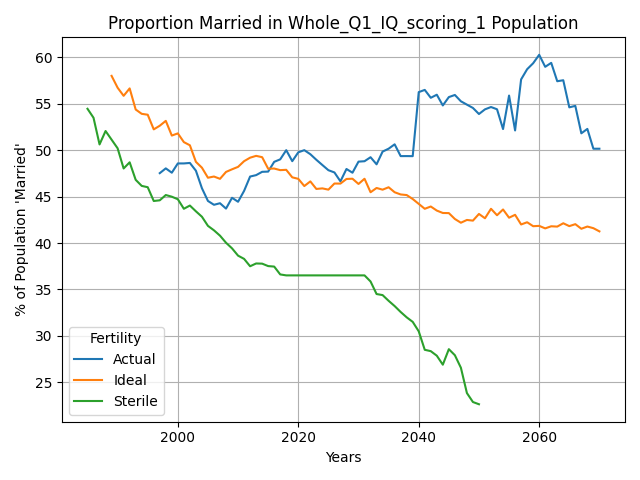 Proportion Married in Whole_Q1_IQ_scoring_1 Population
% of Population 'Married'
60
55
50
45
40
35
30
25
Fertility
Actual
Ideal
Sterile
2000
2020
2040
2060
Years